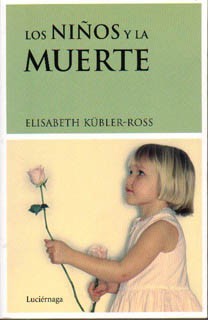 LOS NIÑOS Y LA
MUERTE
ELISABETH KÜBLER-ROSS
Luciérnaga